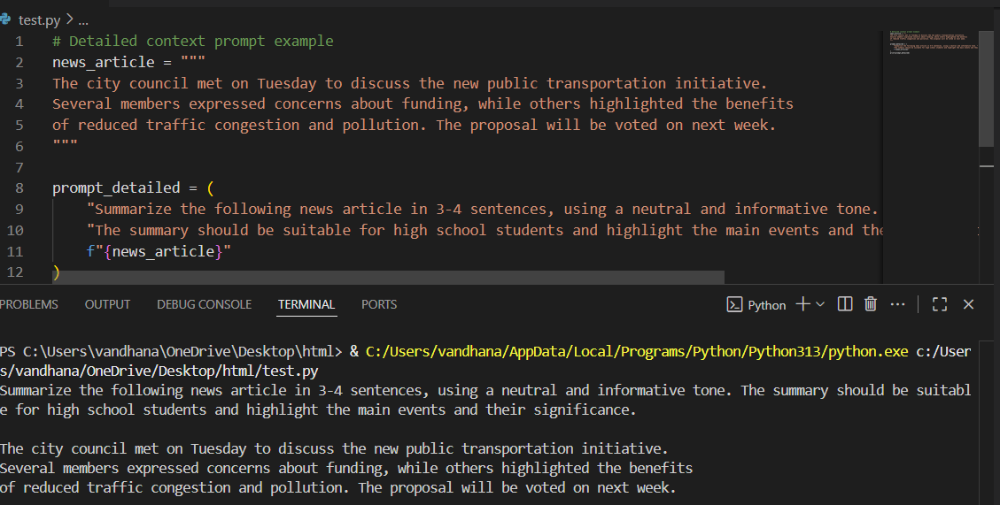 test.py > ...
1 # Detailed context prompt example
2 news_article = """
3 The city council met on Tuesday to discuss the new public transportation initiative.
4 Several members expressed concerns about funding, while others highlighted the benefits
5 of reduced traffic congestion and pollution. The proposal will be voted on next week.
6 """
7
8 prompt_detailed = (
9 "Summarize the following news article in 3-4 sentences, using a neutral and informative tone.
10 "The summary should be suitable for high school students and highlight the main events and the
11 f"{news_article}"
12 )
PROBLEMS OUTPUT DEBUG CONSOLE TERMINAL PORTS Python
PS C:\Users\vandhana\OneDrive\Desktop\html> & C:/Users/vandhana/AppData/Local/Programs/Python/Python313/python.exe c:/User
s/vandhana/OneDrive/Desktop/html/test.py
Summarize the following news article in 3-4 sentences, using a neutral and informative tone. The summary should be suitabl
e for high school students and highlight the main events and their significance.

The city council met on Tuesday to discuss the new public transportation initiative.
Several members expressed concerns about funding, while others highlighted the benefits
of reduced traffic congestion and pollution. The proposal will be voted on next week.